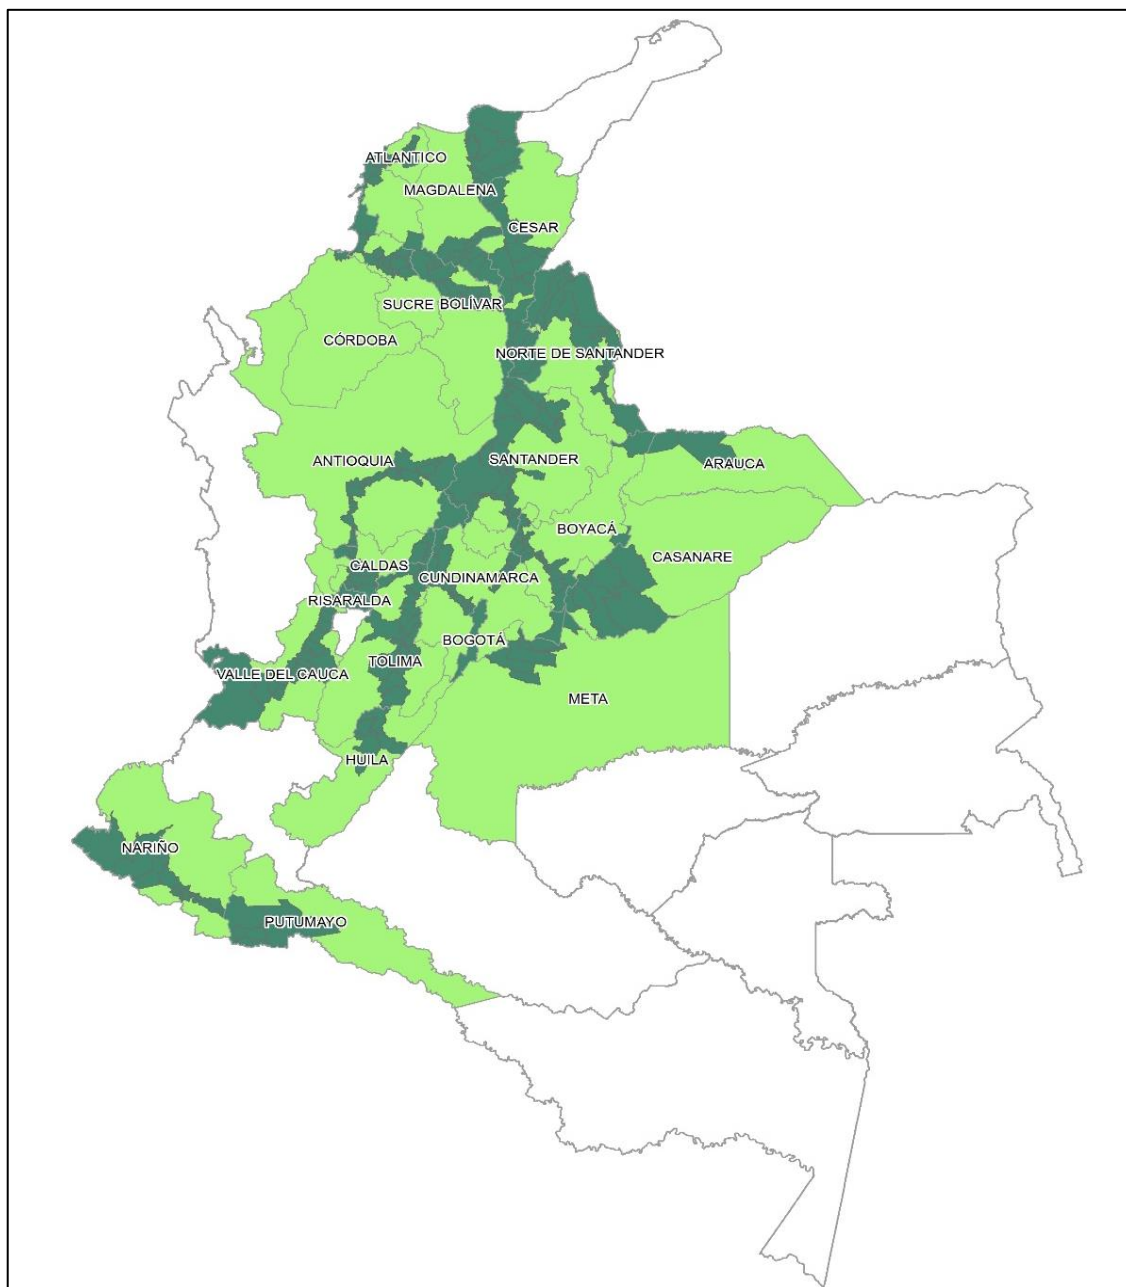 ATLANTICO
MAGDALENA
CESAR
SUCRE
BOLÍVAR
CÓRDOBA
NORTE DE SANTANDER
ANTIOQUIA
SANTANDER
ARAUCA
BOYACÁ
CASANARE
CALDAS
CUNDINAMARCA
RISARALDA
BOGOTÁ
TOLIMA
VALLE DEL CAUCA
META
HUILA
NARIÑO
PUTUMAYO